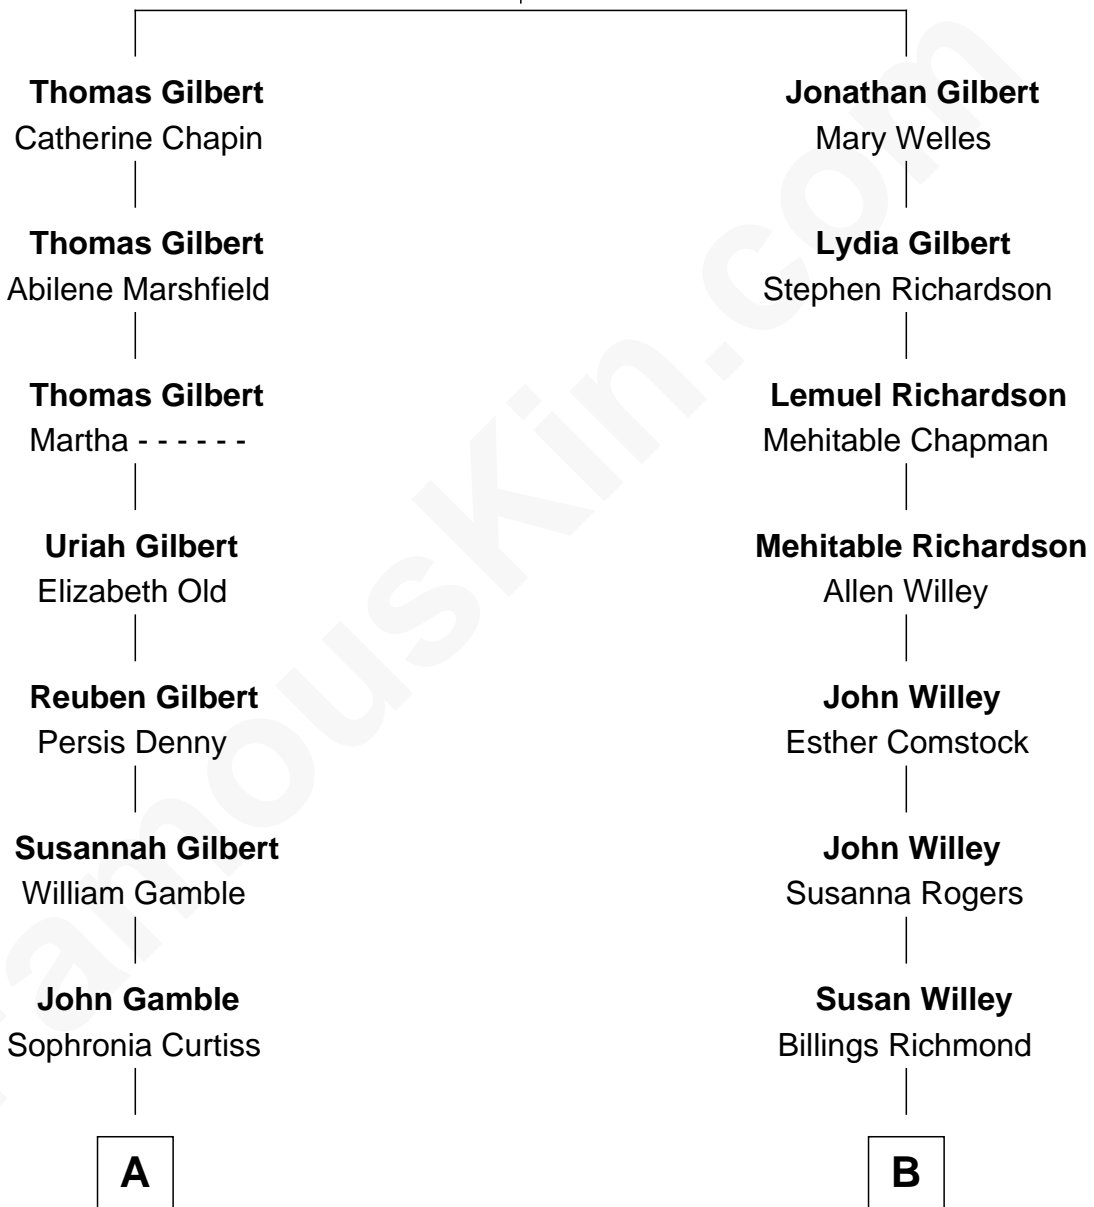 Thomas Gilbert
Catherine Chapin
Jonathan Gilbert
Mary Welles
Thomas Gilbert
Abilene Marshfield
Lydia Gilbert
Stephen Richardson
Thomas Gilbert
Martha - - - - - -
Lemuel Richardson
Mehitable Chapman
Uriah Gilbert
Elizabeth Old
Mehitable Richardson
Allen Willey
Reuben Gilbert
Persis Denny
John Willey
Esther Comstock
Susannah Gilbert
William Gamble
John Willey
Susanna Rogers
John Gamble
Sophronia Curtiss
Susan Willey
Billings Richmond
A
B
FamousKin.com